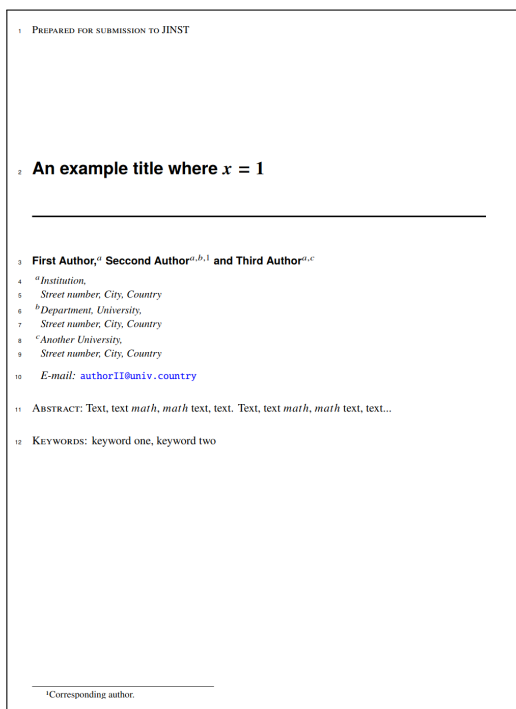 1 PREPARED FOR SUBMISSION TO JINST
2 An example title where x = 1
3 First Author,ᵃ Seccond Authorᵃ,ᵇ,¹ and Third Authorᵃ,ᶜ
4 ᵃInstitution,
5 Street number, City, Country
6 ᵇDepartment, University,
7 Street number, City, Country
8 ᶜAnother University,
9 Street number, City, Country
10 E-mail: authorII@univ.country
11 ABSTRACT: Text, text math, math text, text. Text, text math, math text, text...
12 KEYWORDS: keyword one, keyword two
¹Corresponding author.